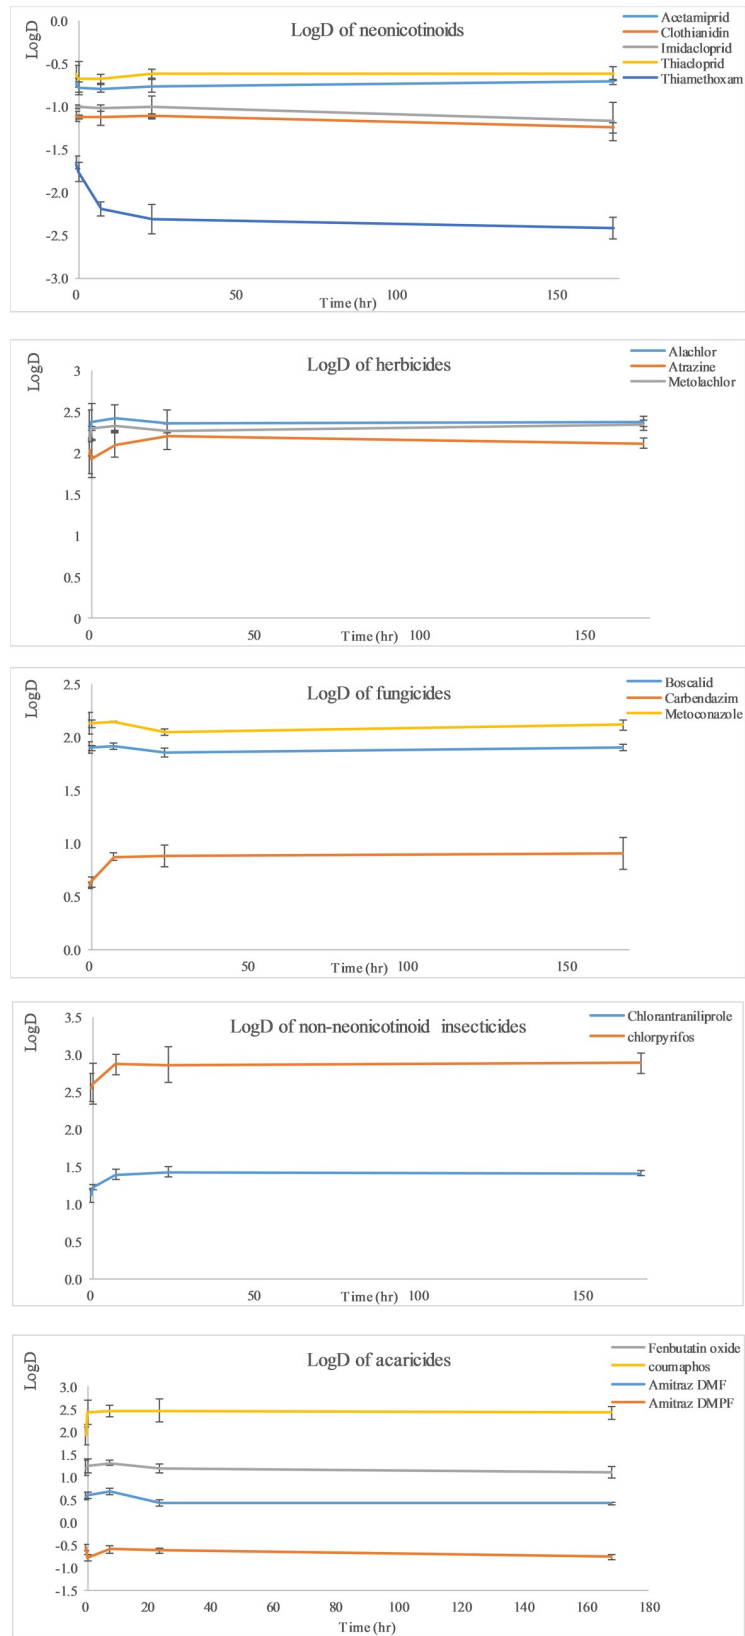 LogD of neonicotinoids
LogD
Acetamiprid
Clothianidin
Imidacloprid
Thiacloprid
Thiamethoxam
0.0
-0.5
-1.0
-1.5
-2.0
-2.5
-3.0
0 50 100 150
Time (hr)
LogD of herbicides
LogD
Alachlor
Atrazine
Metolachlor
3
2.5
2
1.5
1
0.5
0
0 50 100 150
Time (hr)
LogD of fungicides
LogD
Boscalid
Carbendazim
Metoconazole
2.5
2.0
1.5
1.0
0.5
0.0
0 50 100 150
Time (hr)
LogD of non-neonicotinoid insecticides
LogD
Chlorantraniliprole
chlorpyrifos
3.5
3.0
2.5
2.0
1.5
1.0
0.5
0.0
0 50 100 150
Time (hr)
LogD of acaricides
LogD
Fenbutatin oxide
coumaphos
Amitraz DMF
Amitraz DMPF
3.0
2.5
2.0
1.5
1.0
0.5
0.0
-0.5
-1.0
-1.5
0 20 40 60 80 100 120 140 160 180
Time (hr)